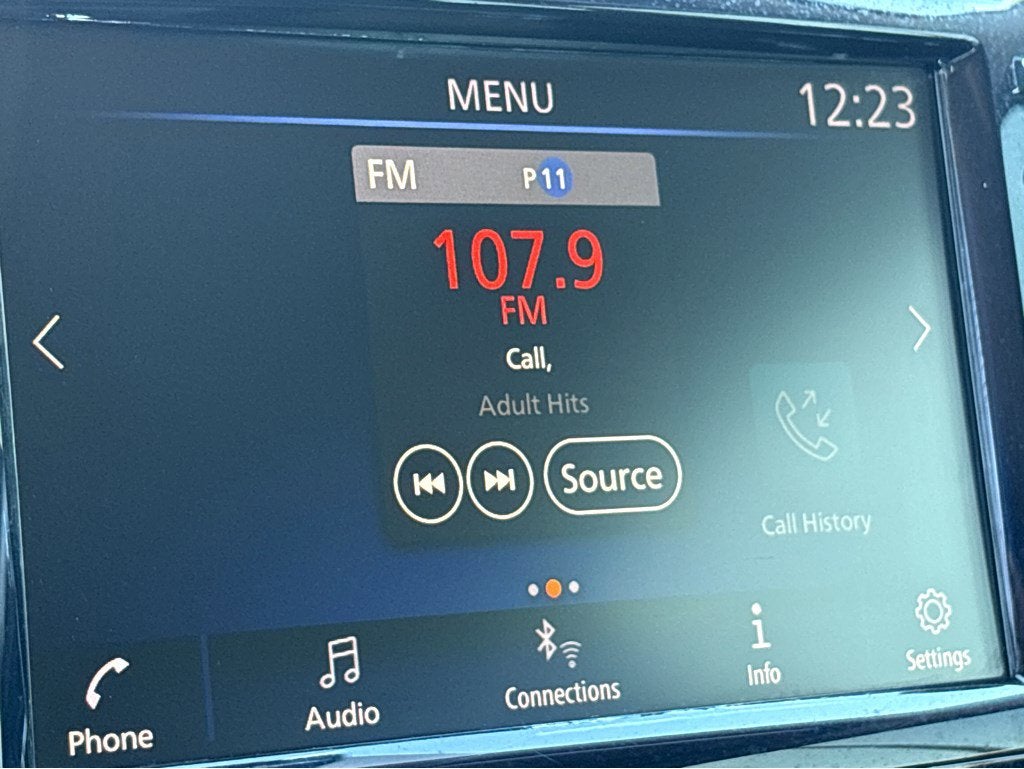 MENU
12:23
FM P11
107.9
FM
Call,
Adult Hits
Source
Call History
Phone
Audio
Connections
Info
Settings